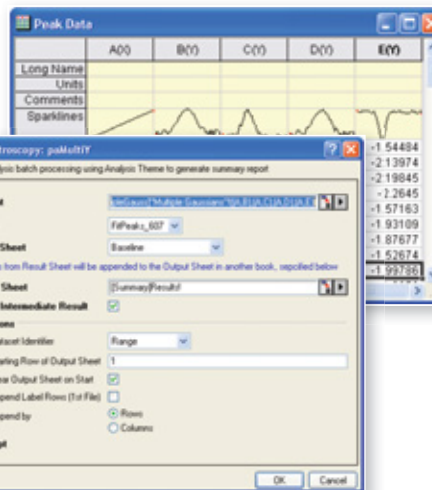 Peak Data
A(X) B(Y) C(Y) D(Y) E(Y)
Long Name
Units
Comments
Sparklines
-1.54484
-2.13974
-2.19845
-2.2645
-1.57163
-1.93109
-1.87677
-1.52674
-1.99786
troscopy: paMultiY
lysis batch processing using Analysis Theme to generate summary report
FitPeaks_607
Sheet Baseline
s from Result Sheet will be appended to the Output Sheet in another book, sepcified below
Sheet [Summary]Results!
Intermediate Result
ons
taset Identifier Range
arting Row of Output Sheet 1
ear Output Sheet on Start
pend Label Rows (1st File)
pend by Rows
Columns
pt
OK Cancel